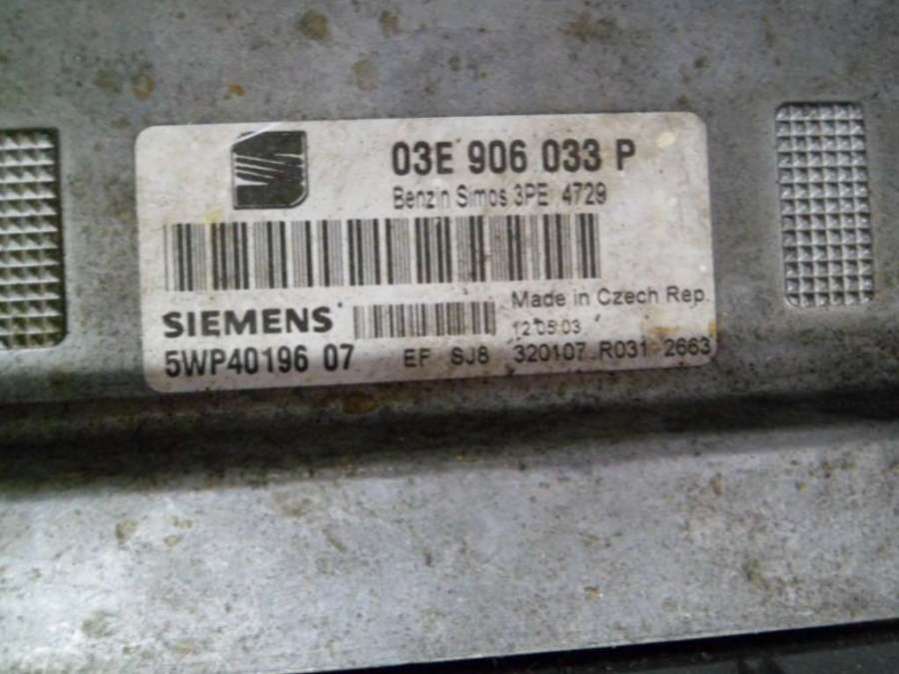 03E 906 033 P
Benzin Simos 3PE 4729
Made in Czech Rep.
SIEMENS
12.05.03
5WP40196 07 EF SJ8 320107 R031 2663